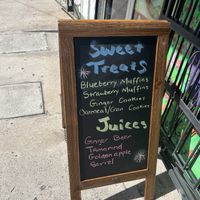 Sweet
Treats
Blueberry Muffins
Strawberry Muffins
Ginger Cookies
Oatmeal/Cran Cookies
Juices
Ginger Beer
Tamarind
Golden apple
Sorrel